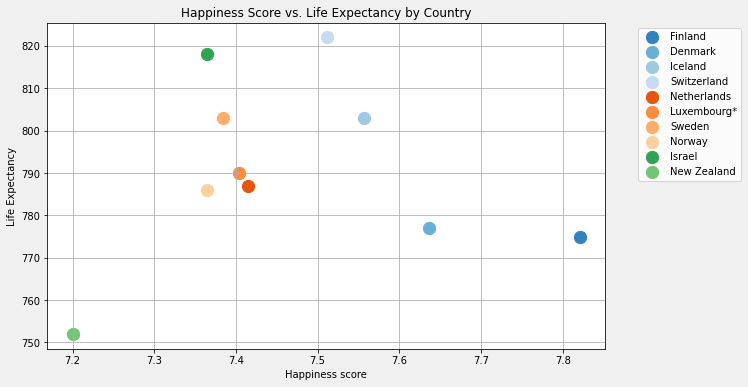 Happiness Score vs. Life Expectancy by Country
Life Expectancy
820
810
800
790
780
770
760
750
7.2
7.3
7.4
7.5
7.6
7.7
7.8
Happiness score
Finland
Denmark
Iceland
Switzerland
Netherlands
Luxembourg*
Sweden
Norway
Israel
New Zealand